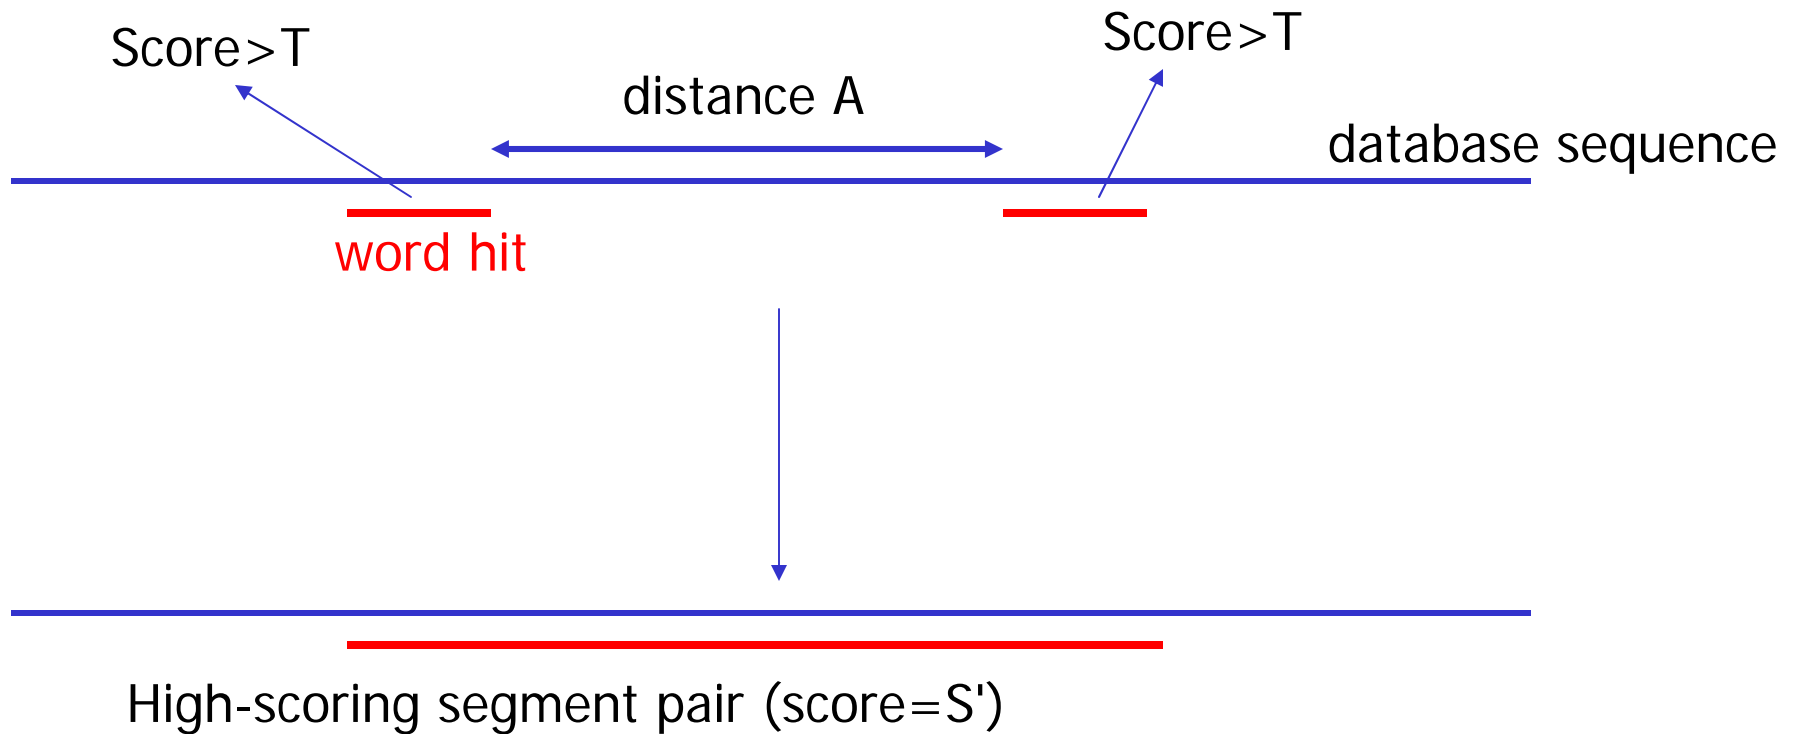 Score>T
Score>T
distance A
database sequence
word hit
High-scoring segment pair (score=S')